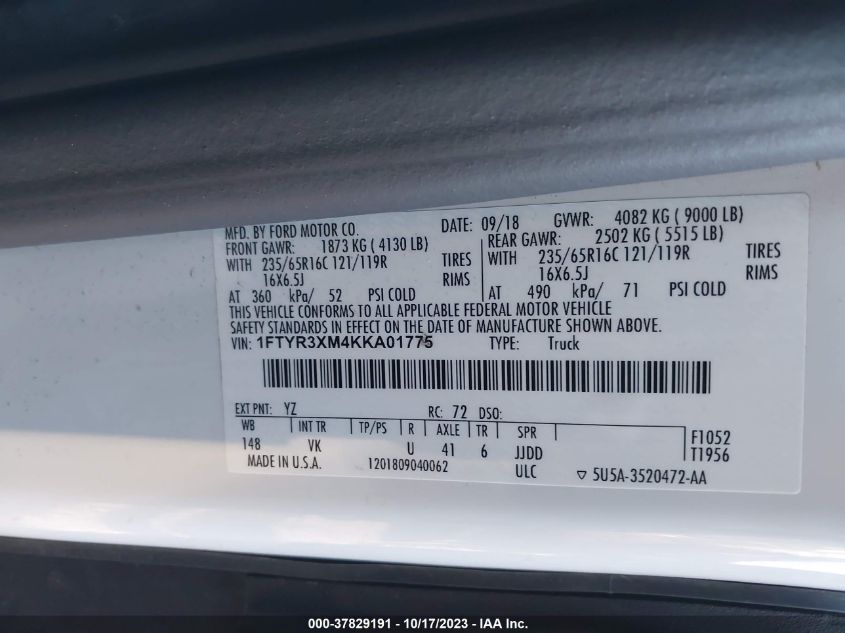 MFD. BY FORD MOTOR CO. DATE: 09/18 GVWR: 4082 KG ( 9000 LB)
FRONT GAWR: 1873 KG ( 4130 LB) REAR GAWR: 2502 KG ( 5515 LB)
WITH 235/65R16C 121/119R TIRES WITH 235/65R16C 121/119R TIRES
16X6.5J RIMS 16X6.5J RIMS
AT 360 kPa/ 52 PSI COLD AT 490 kPa/ 71 PSI COLD
THIS VEHICLE CONFORMS TO ALL APPLICABLE FEDERAL MOTOR VEHICLE
SAFETY STANDARDS IN EFFECT ON THE DATE OF MANUFACTURE SHOWN ABOVE.
VIN: 1FTYR3XM4KKA01775 TYPE: Truck
EXT PNT: YZ RC: 72 DSO:
WB INT TR TP/PS R AXLE TR SPR F1052
148 VK U 41 6 JJDD T1956
MADE IN U.S.A. 1201809040062 ULC ▽ 5U5A-3520472-AA
000-37829191 - 10/17/2023 - IAA Inc.